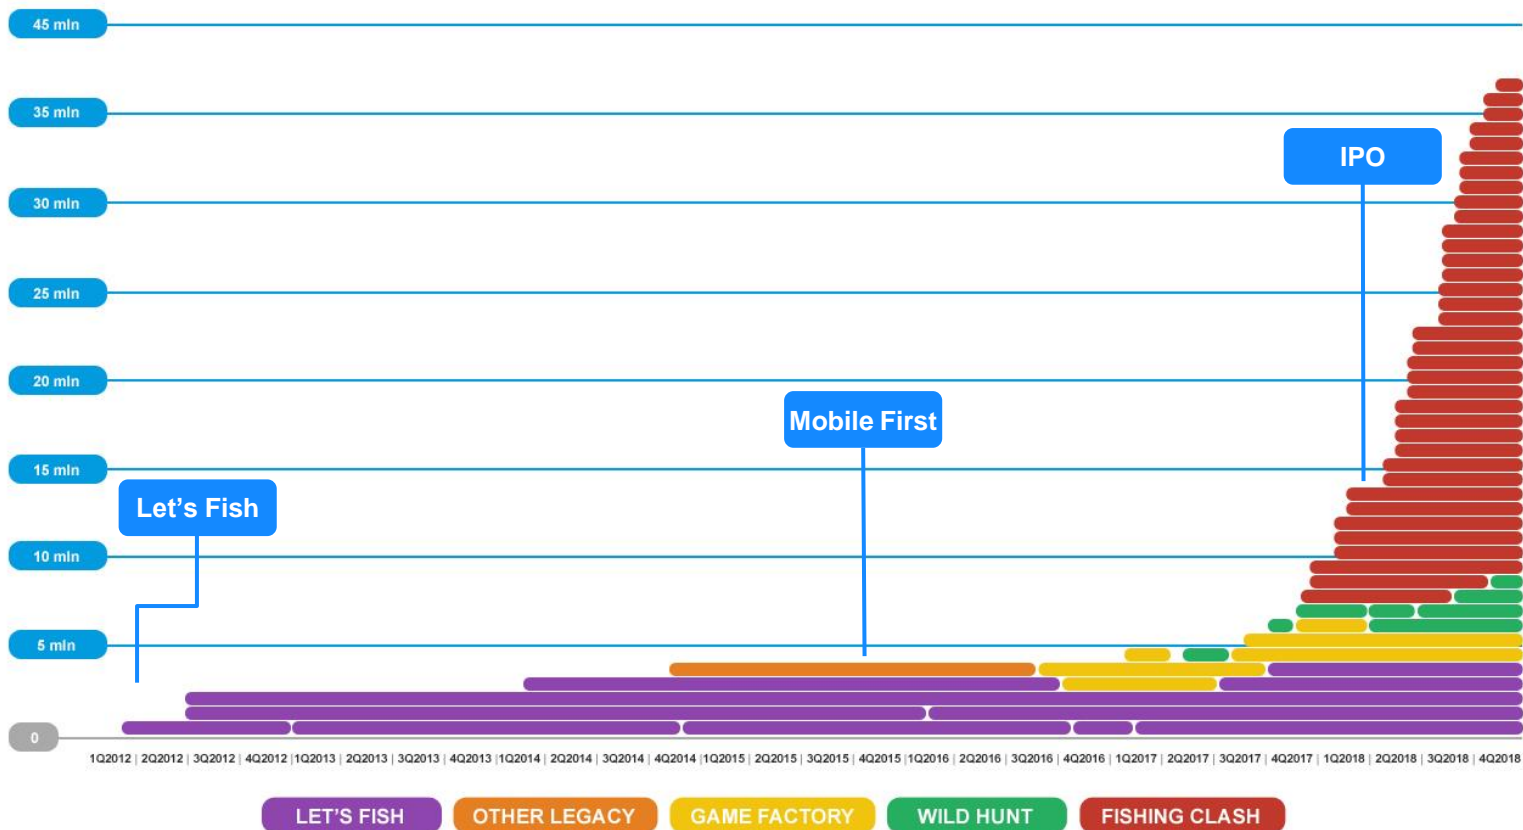 45 mln
35 mln
IPO
30 mln
25 mln
20 mln
Mobile First
15 mln
Let's Fish
10 mln
5 mln
0
1Q2012 | 2Q2012 | 3Q2012 | 4Q2012 | 1Q2013 | 2Q2013 | 3Q2013 | 4Q2013 | 1Q2014 | 2Q2014 | 3Q2014 | 4Q2014 | 1Q2015 | 2Q2015 | 3Q2015 | 4Q2015 | 1Q2016 | 2Q2016 | 3Q2016 | 4Q2016 | 1Q2017 | 2Q2017 | 3Q2017 | 4Q2017 | 1Q2018 | 2Q2018 | 3Q2018 | 4Q2018
LET'S FISH OTHER LEGACY GAME FACTORY WILD HUNT FISHING CLASH